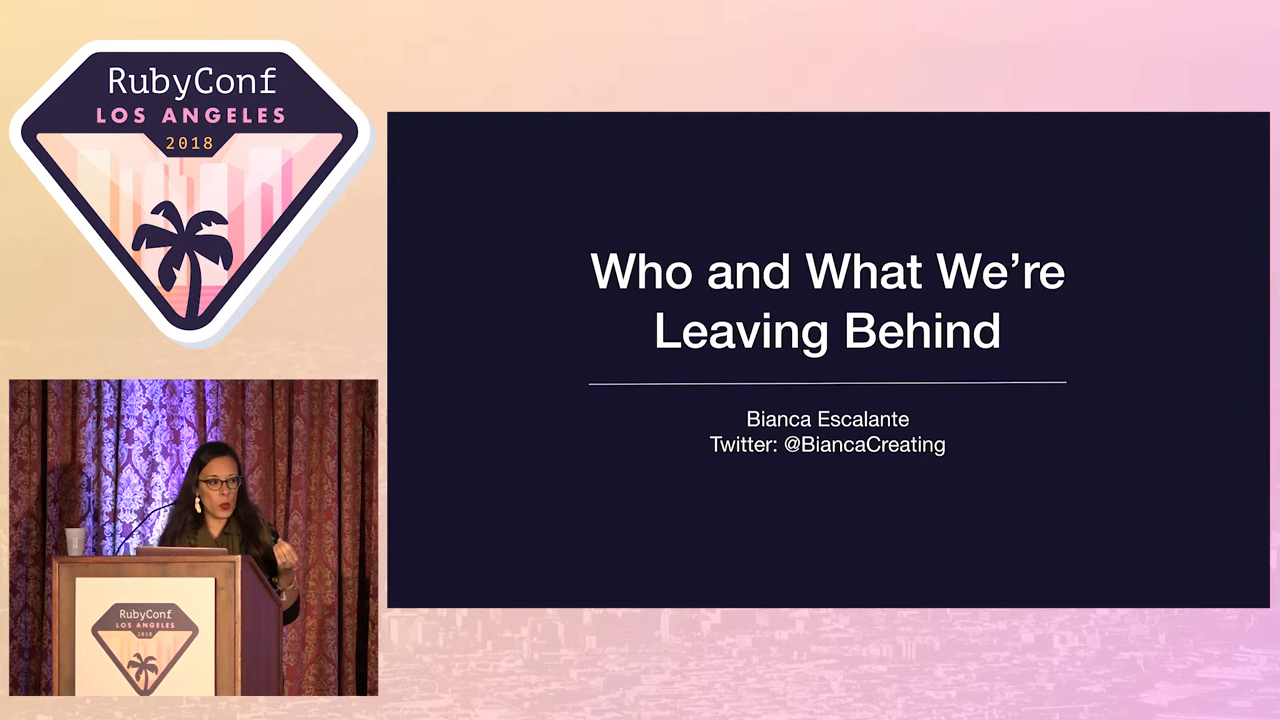 RubyConf
LOS ANGELES
2018
Who and What We're
Leaving Behind
Bianca Escalante
Twitter: @BiancaCreating
RubyConf
LOS ANGELES
2018